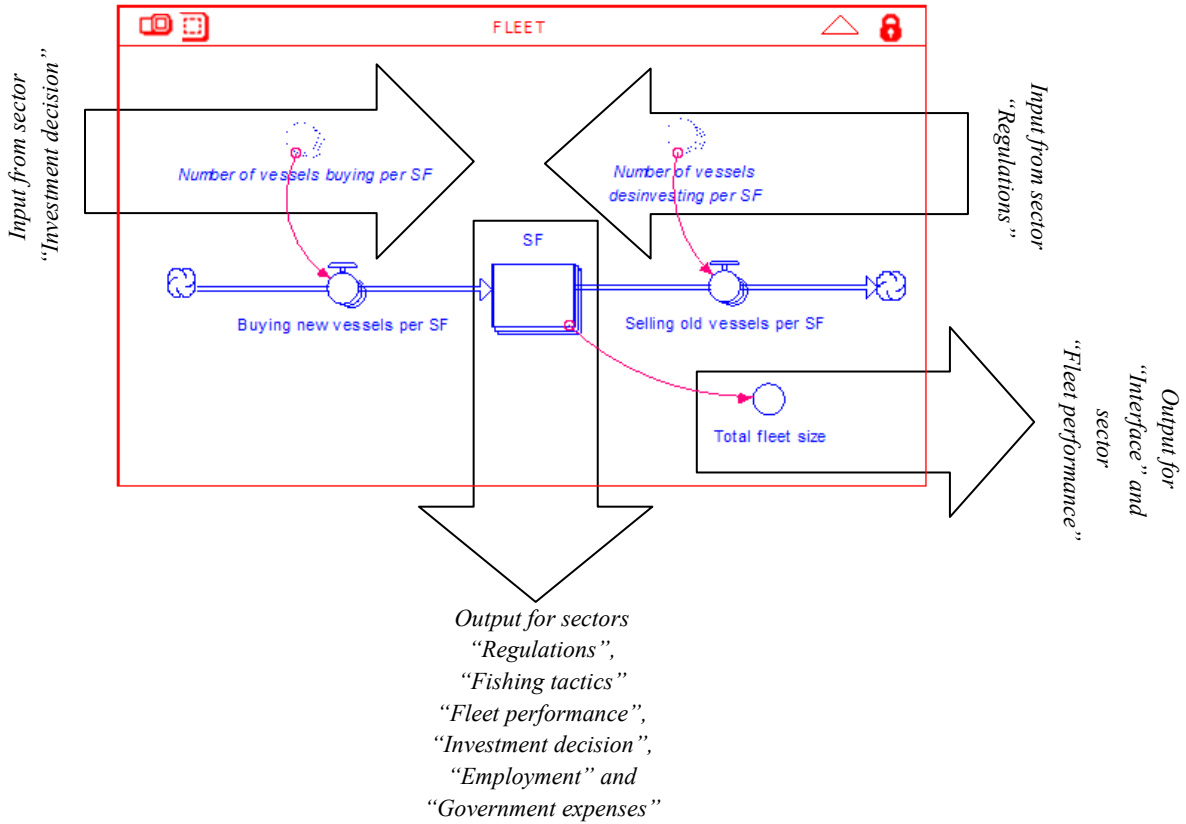 FLEET
Input from sector
“Investment decision”
Number of vessels buying per SF
Number of vessels
desinvesting per SF
Input from sector
“Regulations”
SF
Buying new vessels per SF
Selling old vessels per SF
Total fleet size
Output for
“Interface” and
sector
“Fleet performance”
Output for sectors
“Regulations”,
“Fishing tactics”
“Fleet performance”,
“Investment decision”,
“Employment” and
“Government expenses”